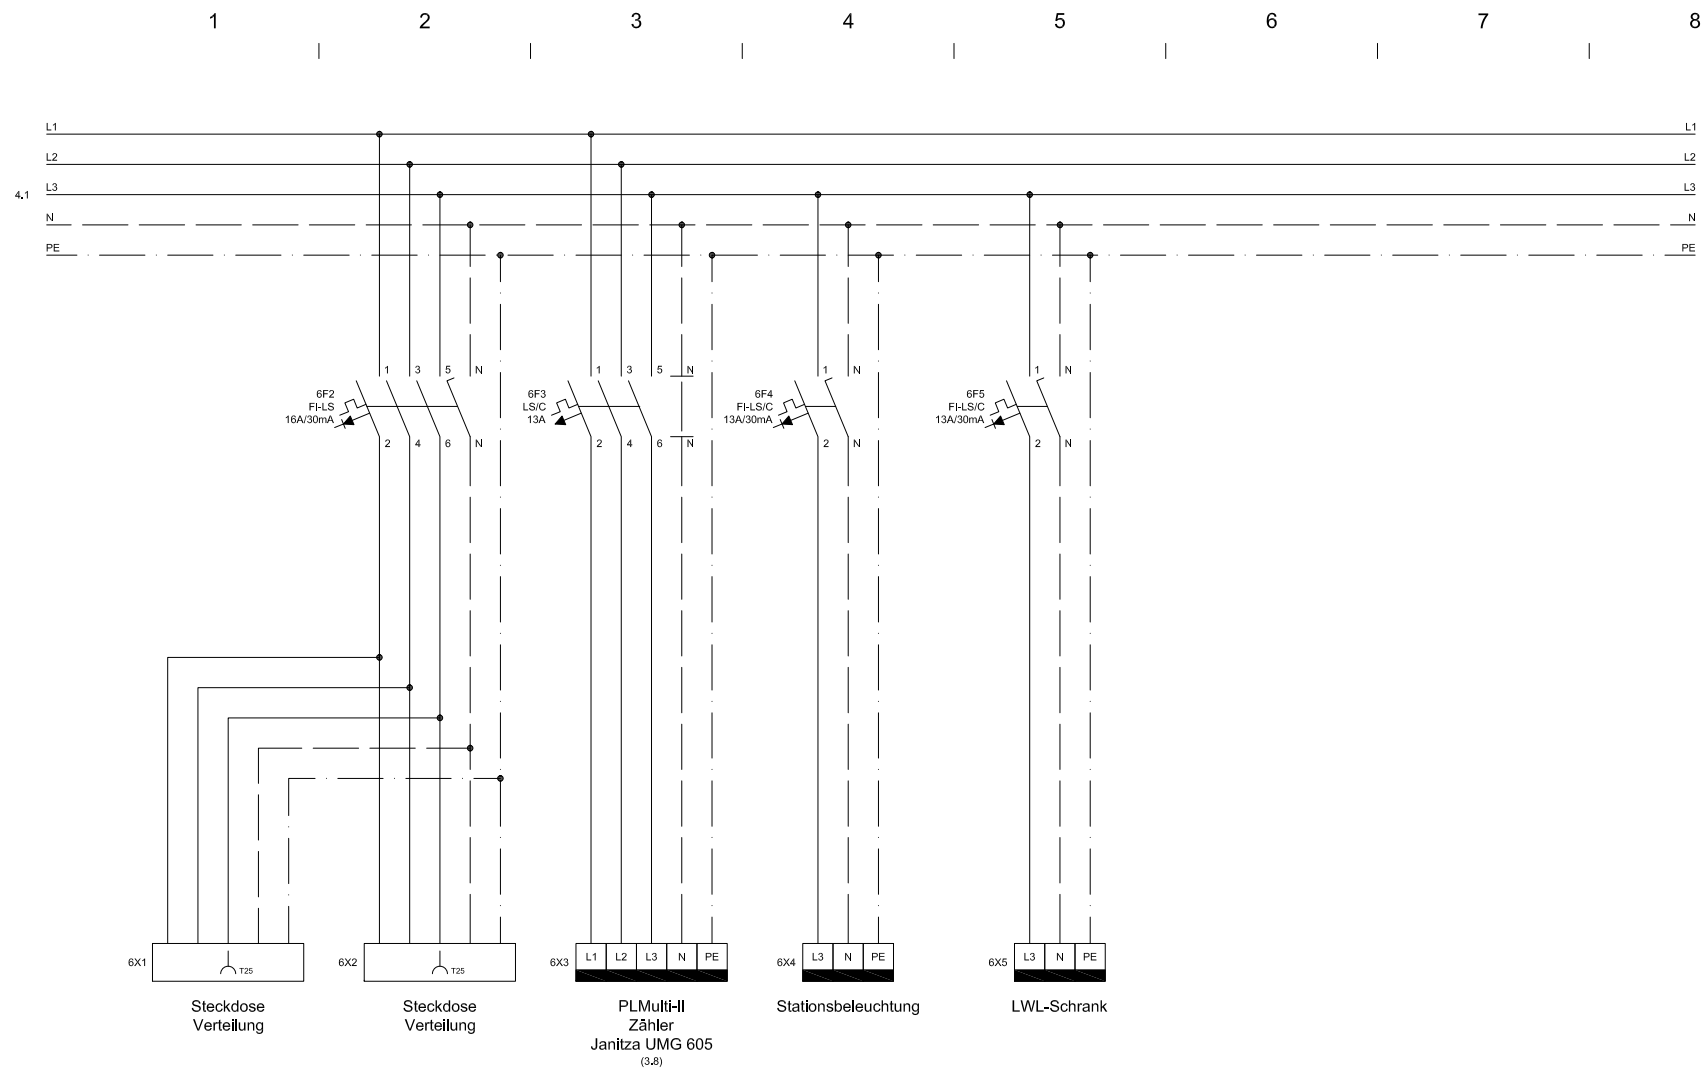 1 2 3 4 5 6 7 8
L1 L1
L2 L2
4.1 L3 L3
N N
PE PE
1 3 5 N 1 3 5 N 1 N 1 N
6F2
FI-LS
16A/30mA
6F3
LS/C
13A
6F4
FI-LS/C
13A/30mA
6F5
FI-LS/C
13A/30mA
2 4 6 N 2 4 6 N 2 N 2 N
6X1 T25
6X2 T25
6X3 L1 L2 L3 N PE
6X4 L3 N PE
6X5 L3 N PE
Steckdose
Verteilung
Steckdose
Verteilung
PLMulti-II
Zähler
Janitza UMG 605
(3.8)
Stationsbeleuchtung
LWL-Schrank